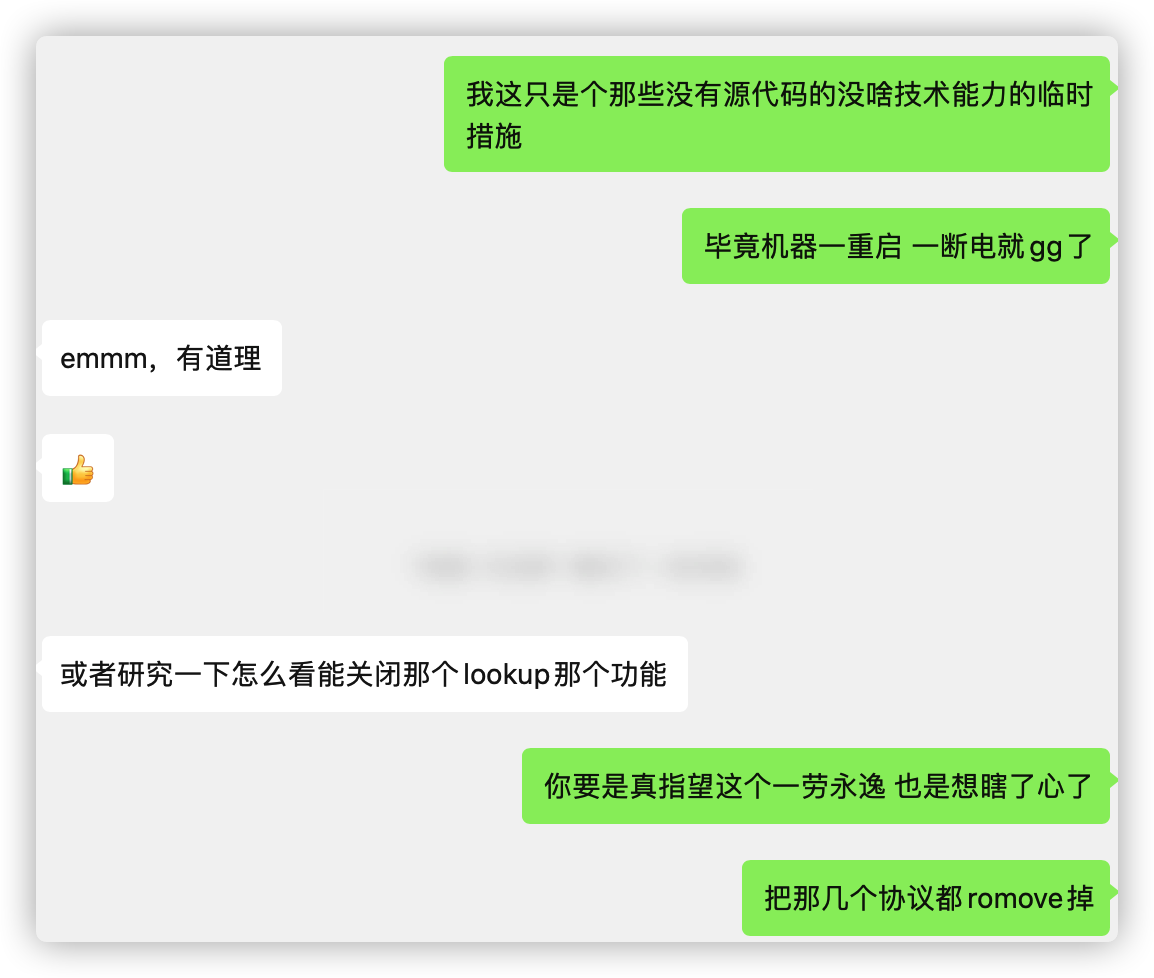 我这只是个那些没有源代码的没啥技术能力的临时
措施
毕竟机器一重启 一断电就gg了
emmm，有道理
👍
或者研究一下怎么看能关闭那个lookup那个功能
你要是真指望这个一劳永逸 也是想瞎了心了
把那几个协议都romove掉